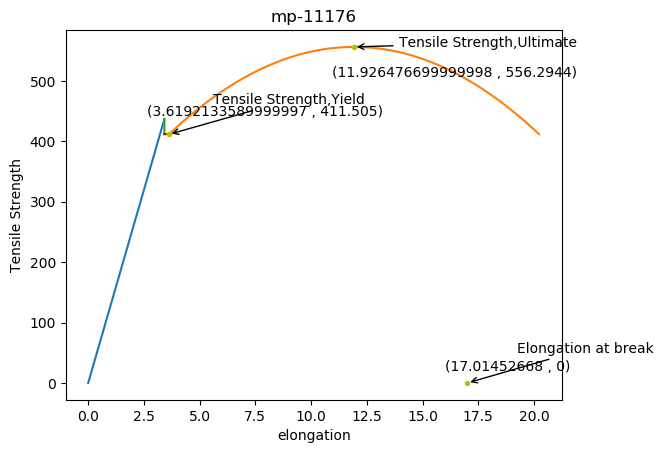 mp-11176
Tensile Strength,Ultimate
(11.926476699999998 , 556.2944)
Tensile Strength,Yield
(3.6192133589999997 , 411.505)
Elongation at break
(17.01452668 , 0)
Tensile Strength
500
400
300
200
100
0
0.0 2.5 5.0 7.5 10.0 12.5 15.0 17.5 20.0
elongation